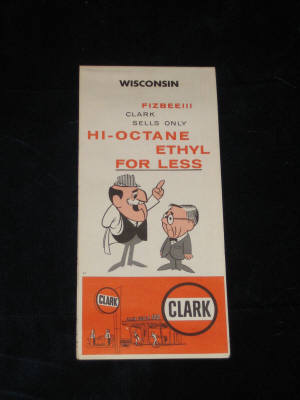 WISCONSIN
FIZBEE!!!
CLARK
SELLS ONLY
HI-OCTANE
ETHYL
FOR LESS
CLARK
CLARK